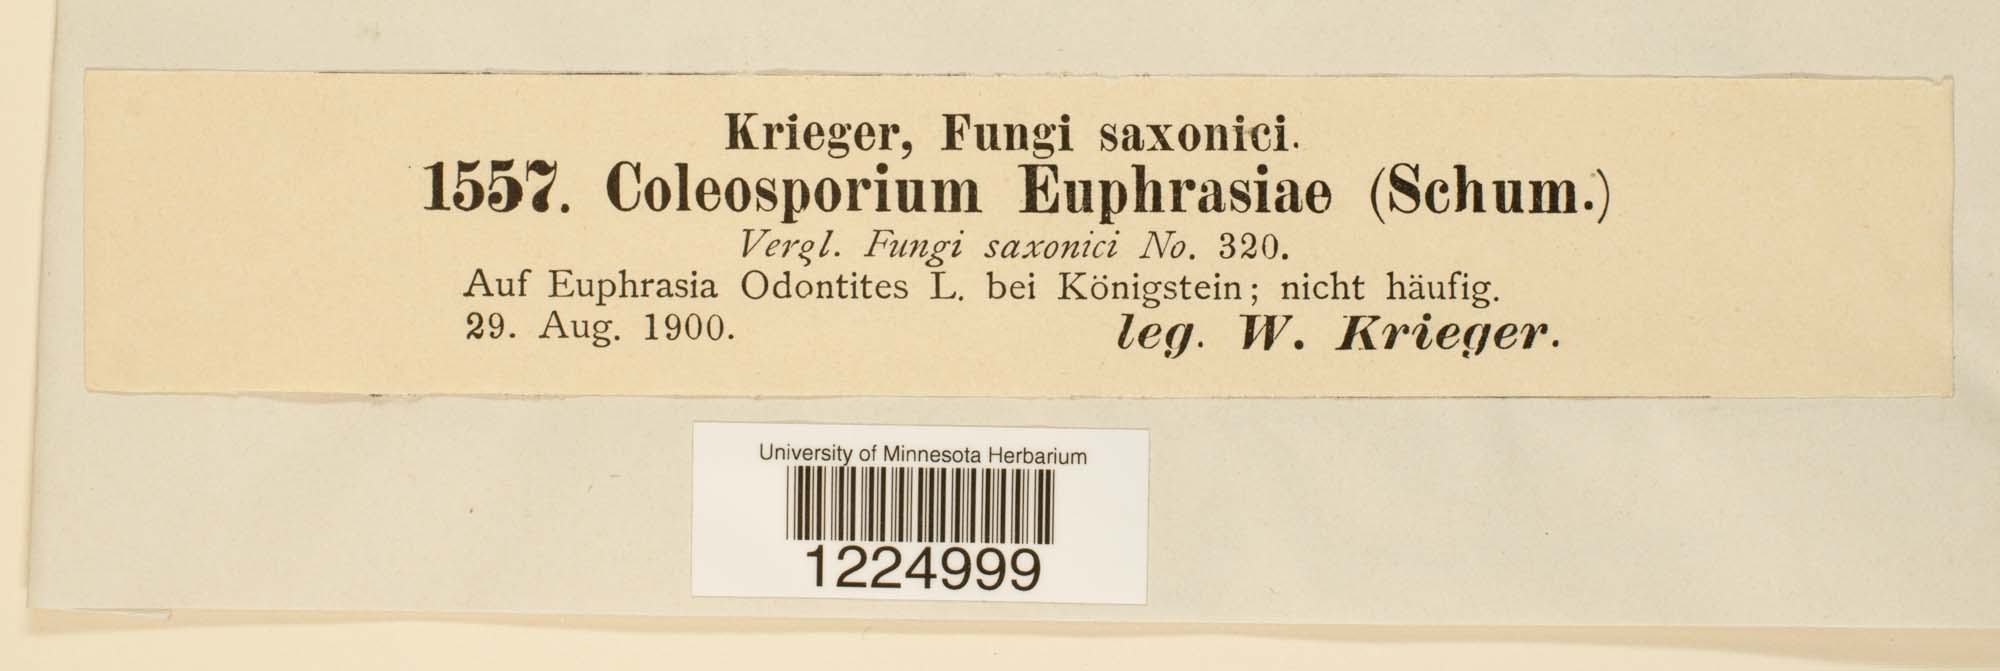 Krieger, Fungi saxonici.
1557. Coleosporium Euphrasiae (Schum.)
Vergl. Fungi saxonici No. 320.
Auf Euphrasia Odontites L. bei Königstein; nicht häufig.
29. Aug. 1900. leg. W. Krieger.
University of Minnesota Herbarium
1224999